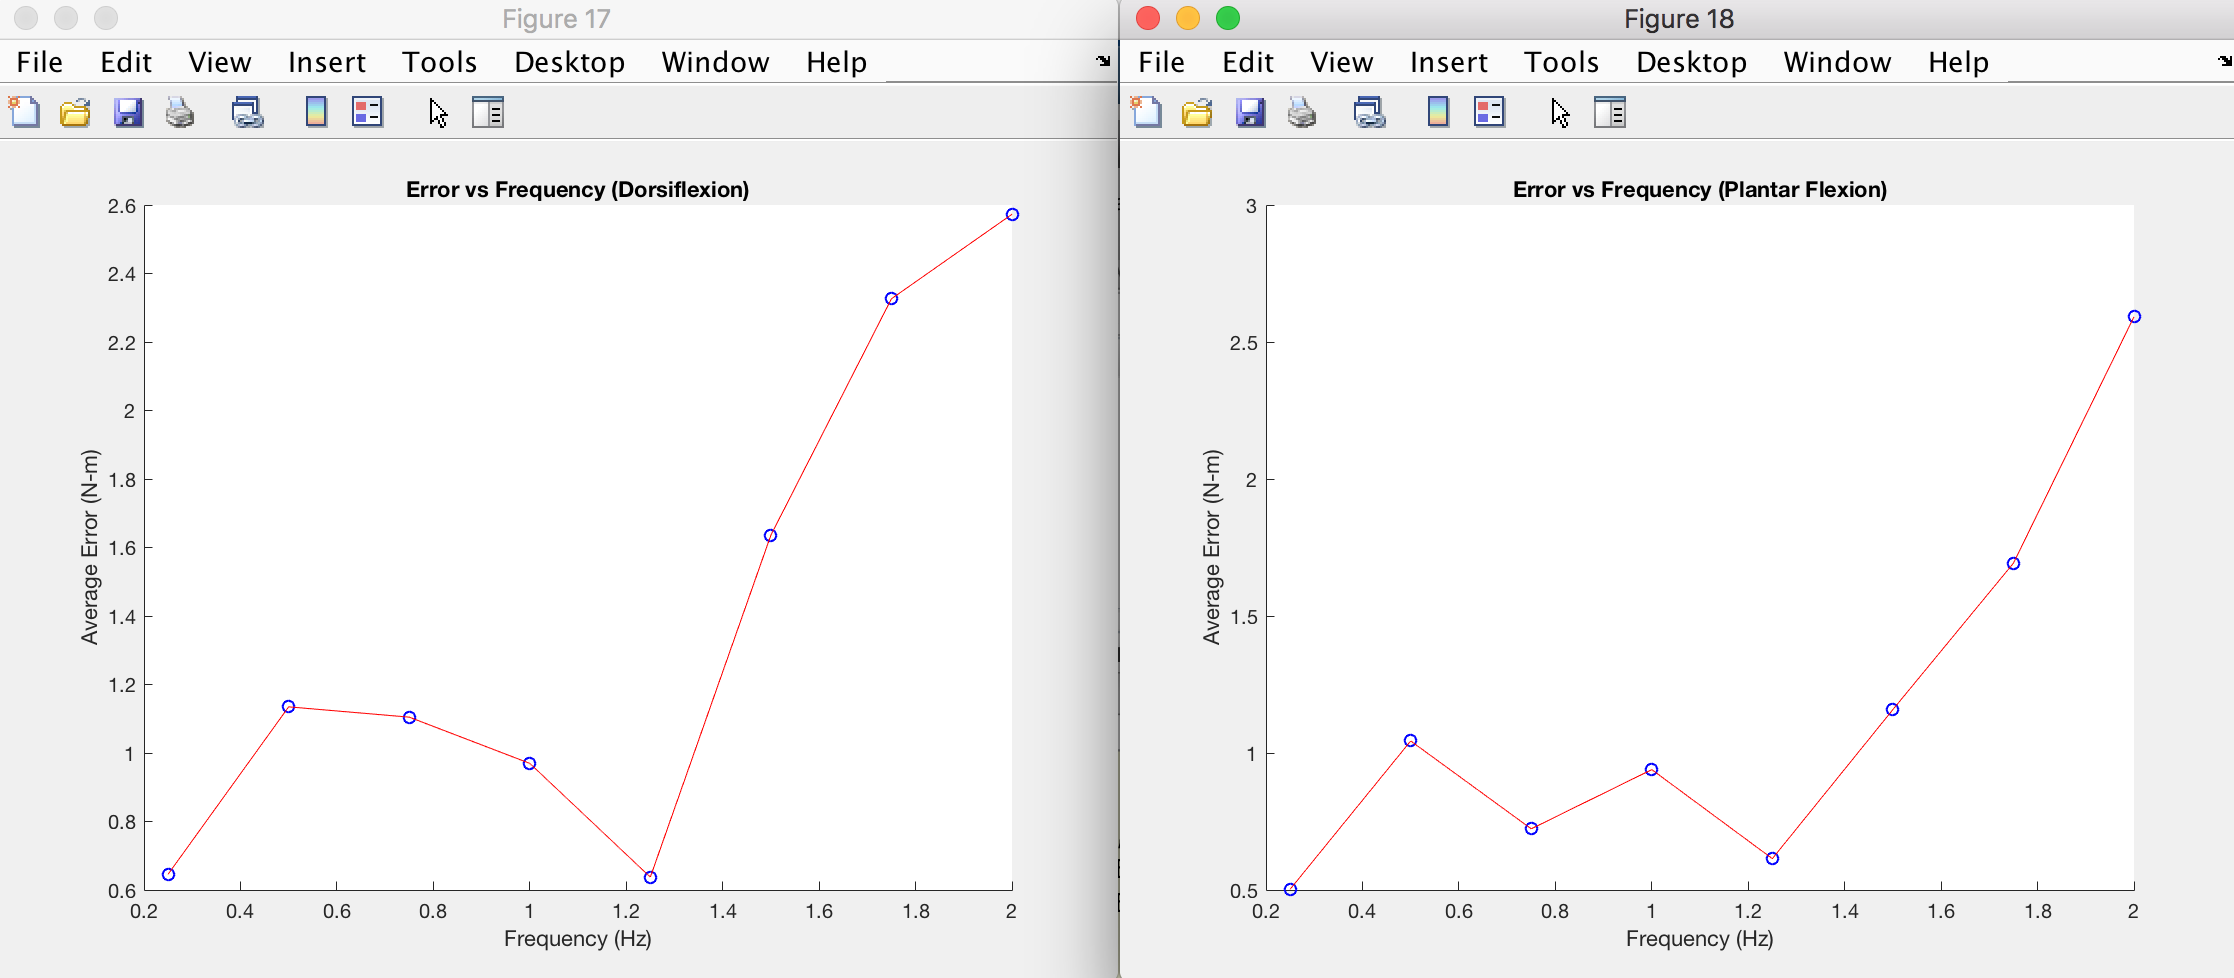 Figure 17
File Edit View Insert Tools Desktop Window Help
Error vs Frequency (Dorsiflexion)
2.6
2.4
2.2
2
1.8
1.6
1.4
1.2
1
0.8
0.6
Average Error (N-m)
0.2 0.4 0.6 0.8 1 1.2 1.4 1.6 1.8 2
Frequency (Hz)
Figure 18
File Edit View Insert Tools Desktop Window Help
Error vs Frequency (Plantar Flexion)
3
2.5
2
1.5
1
0.5
Average Error (N-m)
0.2 0.4 0.6 0.8 1 1.2 1.4 1.6 1.8 2
Frequency (Hz)